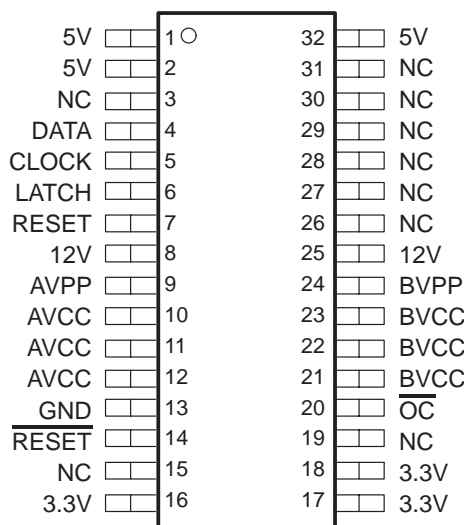 5V 1 32 5V
5V 2 31 NC
NC 3 30 NC
DATA 4 29 NC
CLOCK 5 28 NC
LATCH 6 27 NC
RESET 7 26 NC
12V 8 25 12V
AVPP 9 24 BVPP
AVCC 10 23 BVCC
AVCC 11 22 BVCC
AVCC 12 21 BVCC
GND 13 20 O̅C̅
R̅E̅S̅E̅T̅ 14 19 NC
NC 15 18 3.3V
3.3V 16 17 3.3V